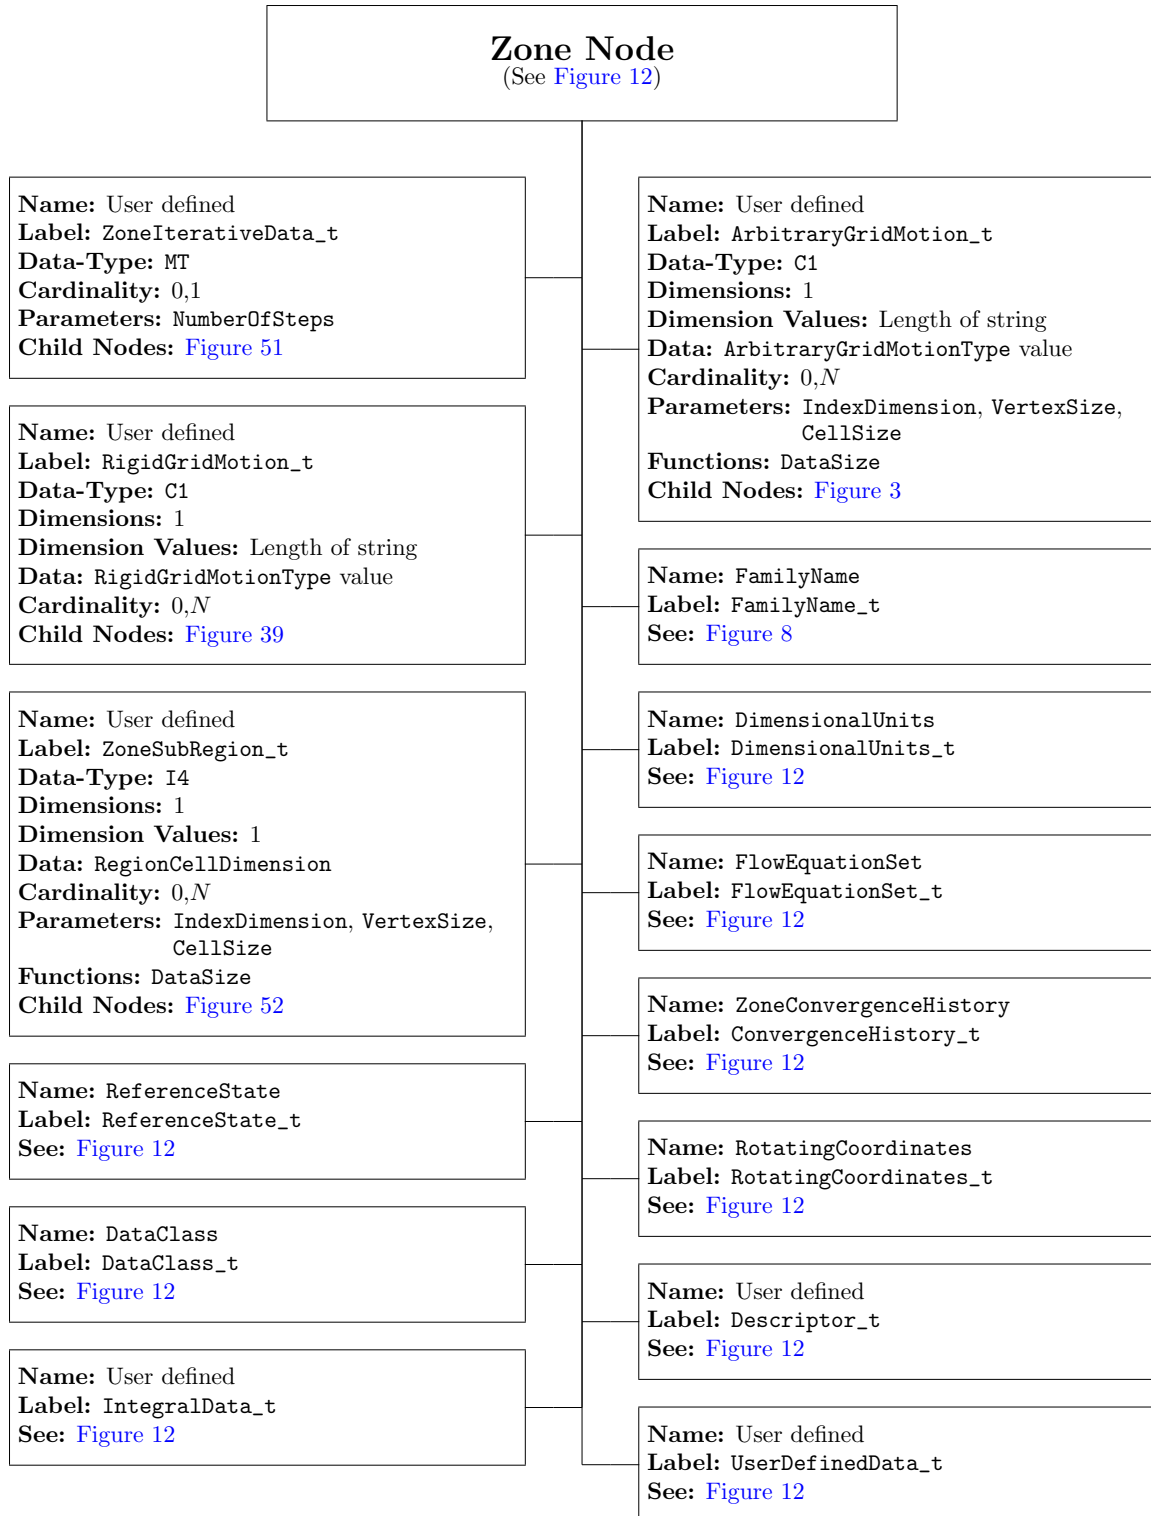 Zone Node
(See Figure 12)
Name: User defined
Label: ZoneIterativeData_t
Data-Type: MT
Cardinality: 0,1
Parameters: NumberOfSteps
Child Nodes: Figure 51
Name: User defined
Label: RigidGridMotion_t
Data-Type: C1
Dimensions: 1
Dimension Values: Length of string
Data: RigidGridMotionType value
Cardinality: 0,N
Child Nodes: Figure 39
Name: User defined
Label: ZoneSubRegion_t
Data-Type: I4
Dimensions: 1
Dimension Values: 1
Data: RegionCellDimension
Cardinality: 0,N
Parameters: IndexDimension, VertexSize,
CellSize
Functions: DataSize
Child Nodes: Figure 52
Name: ReferenceState
Label: ReferenceState_t
See: Figure 12
Name: DataClass
Label: DataClass_t
See: Figure 12
Name: User defined
Label: IntegralData_t
See: Figure 12
Name: User defined
Label: ArbitraryGridMotion_t
Data-Type: C1
Dimensions: 1
Dimension Values: Length of string
Data: ArbitraryGridMotionType value
Cardinality: 0,N
Parameters: IndexDimension, VertexSize,
CellSize
Functions: DataSize
Child Nodes: Figure 3
Name: FamilyName
Label: FamilyName_t
See: Figure 8
Name: DimensionalUnits
Label: DimensionalUnits_t
See: Figure 12
Name: FlowEquationSet
Label: FlowEquationSet_t
See: Figure 12
Name: ZoneConvergenceHistory
Label: ConvergenceHistory_t
See: Figure 12
Name: RotatingCoordinates
Label: RotatingCoordinates_t
See: Figure 12
Name: User defined
Label: Descriptor_t
See: Figure 12
Name: User defined
Label: UserDefinedData_t
See: Figure 12